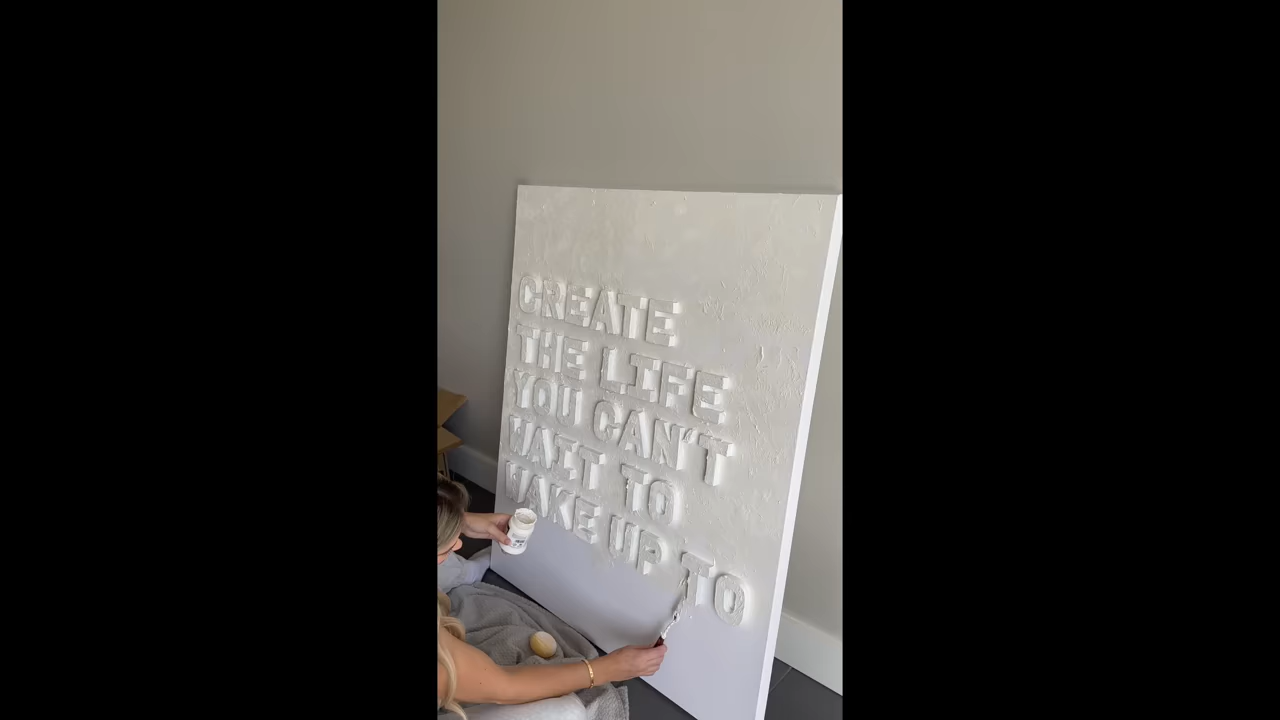 CREATE
THE LIFE
YOU CAN'T
WAIT TO
WAKE UP TO